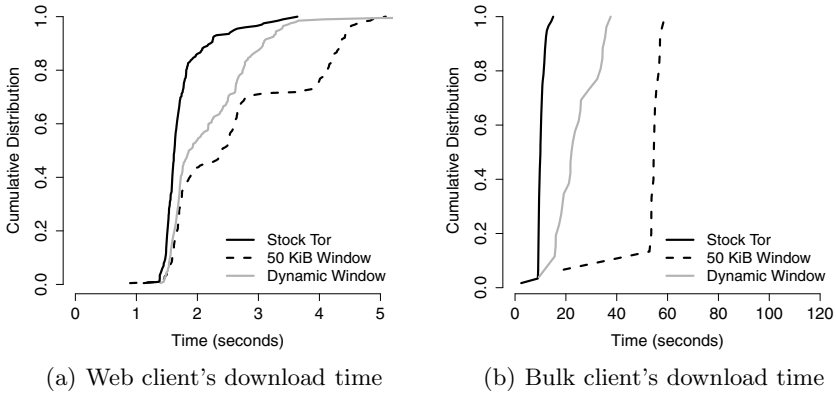 Cumulative Distribution
1.0
0.8
0.6
0.4
0.2
0.0
Stock Tor
50 KiB Window
Dynamic Window
0 1 2 3 4 5
Time (seconds)
(a) Web client's download time
Cumulative Distribution
1.0
0.8
0.6
0.4
0.2
0.0
Stock Tor
50 KiB Window
Dynamic Window
0 20 40 60 80 100 120
Time (seconds)
(b) Bulk client's download time